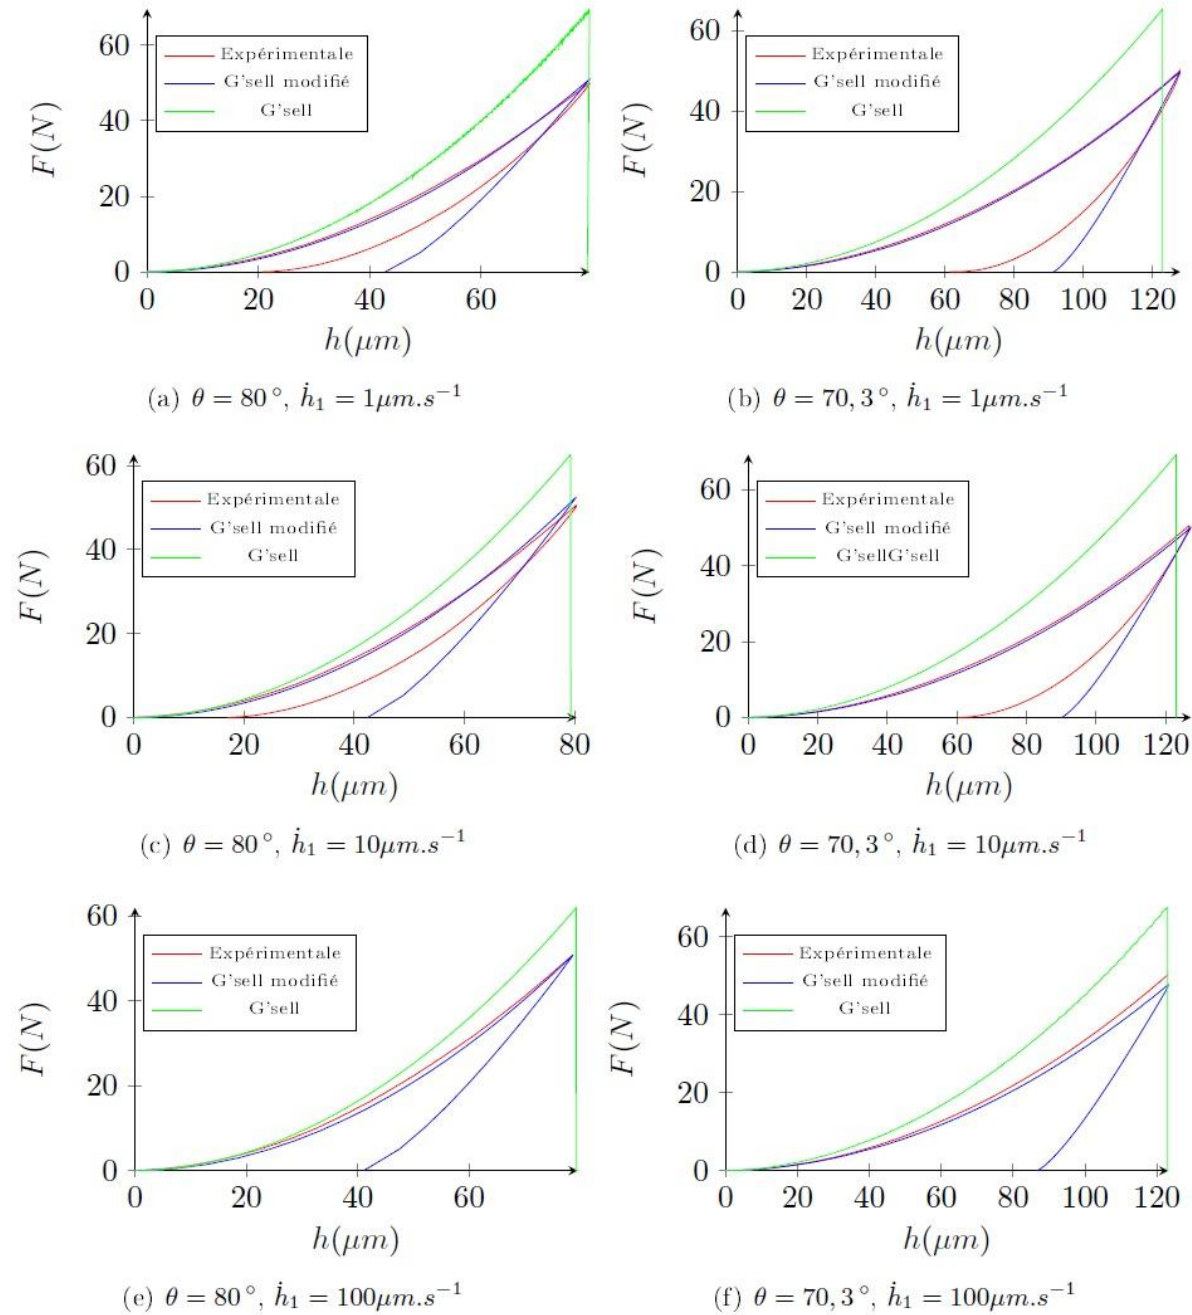 60
40
20
0
F(N)
Expérimentale
G'sell modifié
G'sell
0 20 40 60
h(μm)
(a) θ = 80°, ḣ₁ = 1μm.s⁻¹
60
40
20
0
F(N)
Expérimentale
G'sell modifié
G'sell
0 20 40 60 80 100 120
h(μm)
(b) θ = 70,3°, ḣ₁ = 1μm.s⁻¹
60
40
20
0
F(N)
Expérimentale
G'sell modifié
G'sell
0 20 40 60 80
h(μm)
(c) θ = 80°, ḣ₁ = 10μm.s⁻¹
60
40
20
0
F(N)
Expérimentale
G'sell modifié
G'sellG'sell
0 20 40 60 80 100 120
h(μm)
(d) θ = 70,3°, ḣ₁ = 10μm.s⁻¹
60
40
20
0
F(N)
Expérimentale
G'sell modifié
G'sell
0 20 40 60
h(μm)
(e) θ = 80°, ḣ₁ = 100μm.s⁻¹
60
40
20
0
F(N)
Expérimentale
G'sell modifié
G'sell
0 20 40 60 80 100 120
h(μm)
(f) θ = 70,3°, ḣ₁ = 100μm.s⁻¹